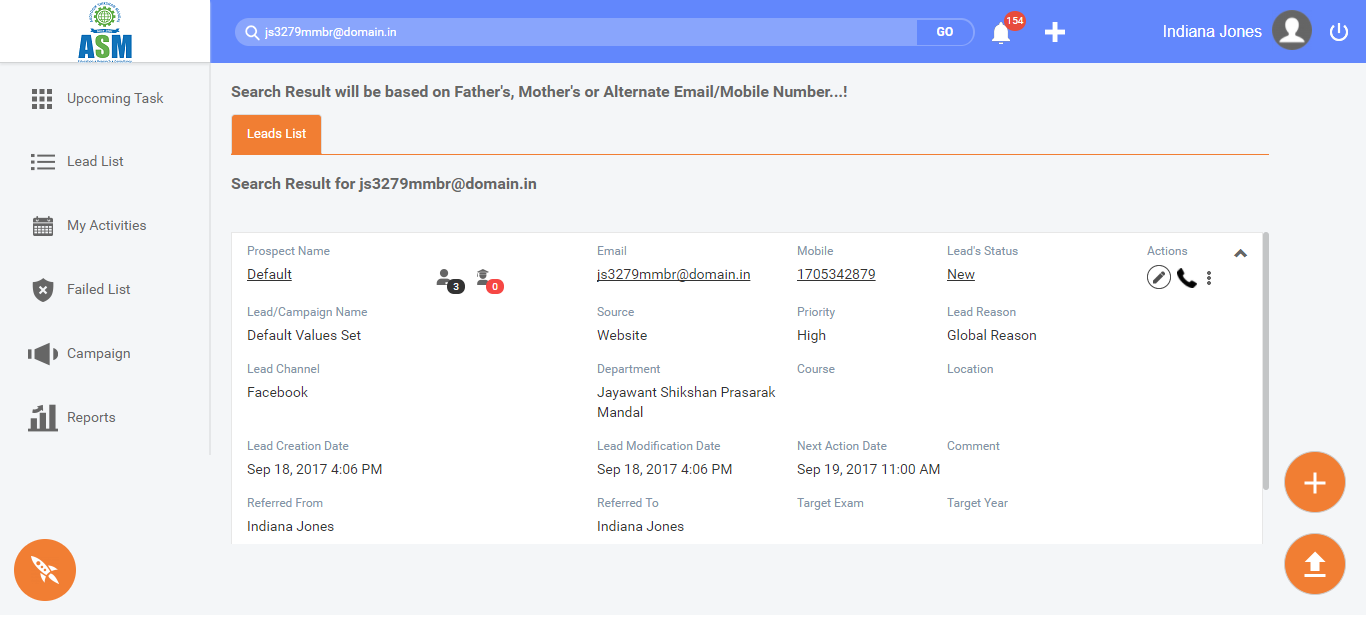 ASM
js3279mmbr@domain.in
GO
154
Indiana Jones
Upcoming Task
Lead List
My Activities
Failed List
Campaign
Reports
Search Result will be based on Father's, Mother's or Alternate Email/Mobile Number...!
Leads List
Search Result for js3279mmbr@domain.in
Prospect Name Email Mobile Lead's Status Actions
Default 3 0 js3279mmbr@domain.in 1705342879 New
Lead/Campaign Name Source Priority Lead Reason
Default Values Set Website High Global Reason
Lead Channel Department Course Location
Facebook Jayawant Shikshan Prasarak
Mandal
Lead Creation Date Lead Modification Date Next Action Date Comment
Sep 18, 2017 4:06 PM Sep 18, 2017 4:06 PM Sep 19, 2017 11:00 AM
Referred From Referred To Target Exam Target Year
Indiana Jones Indiana Jones